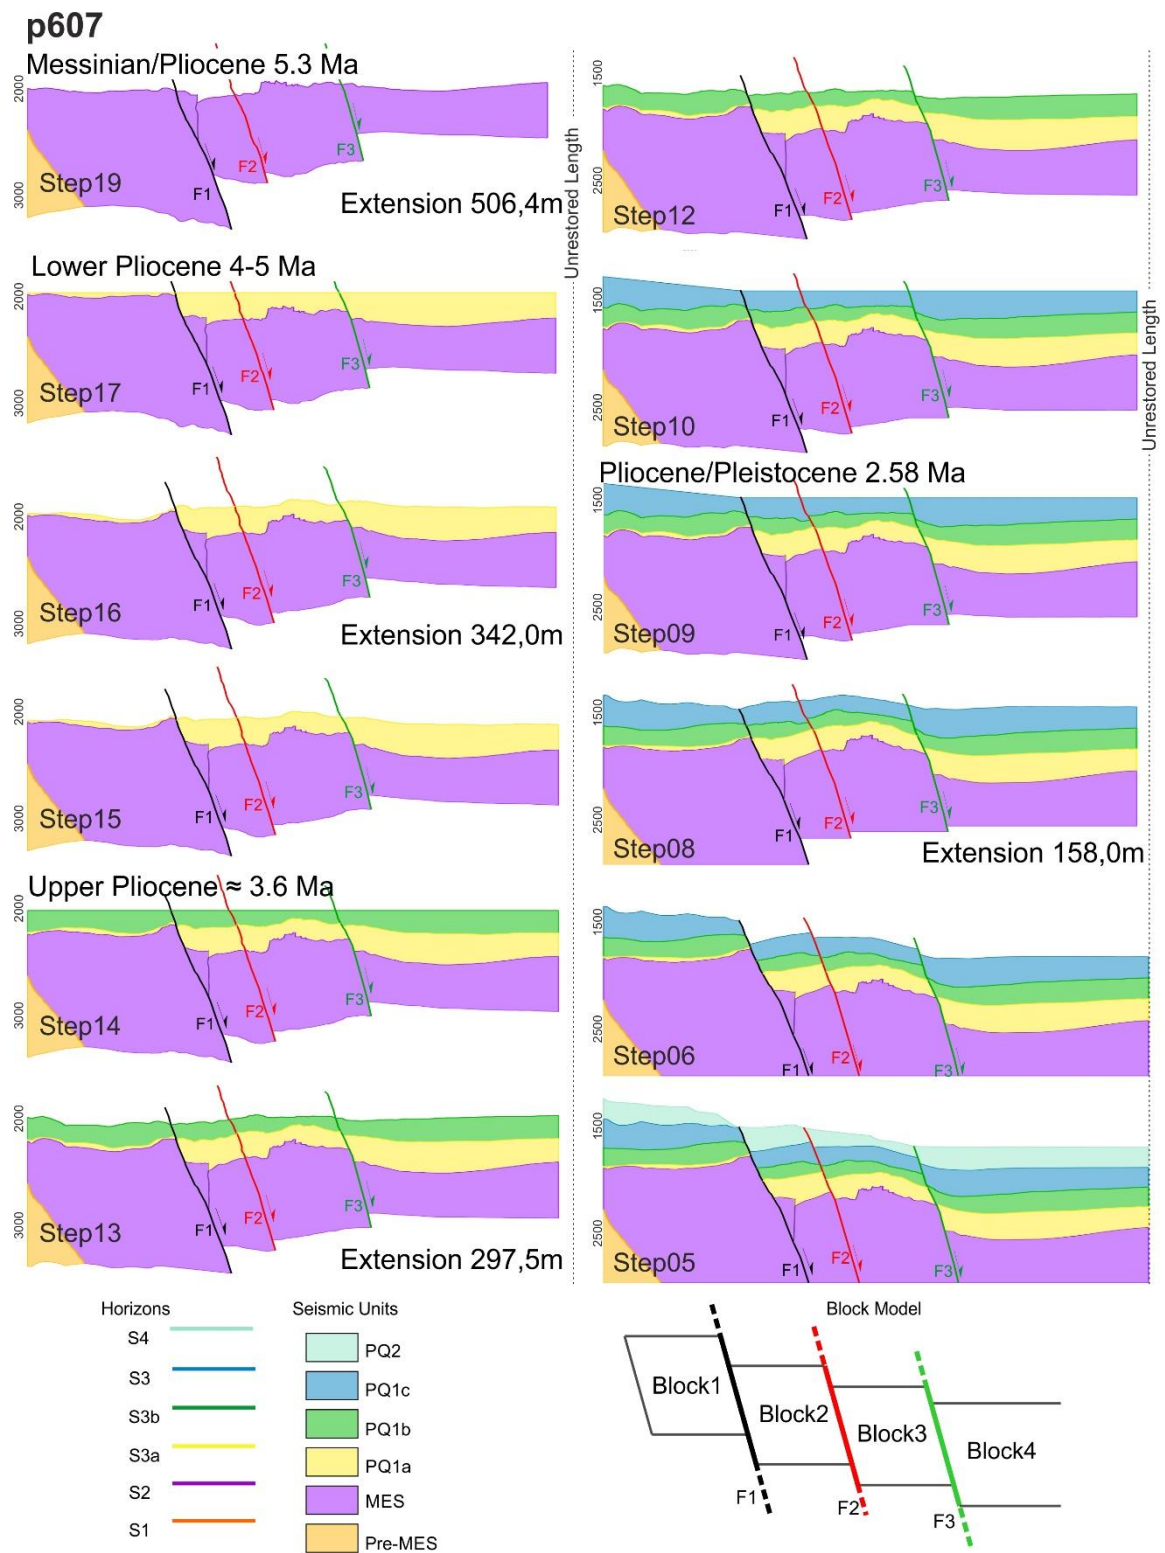 p607
Messinian/Pliocene 5.3 Ma
2000
3000
Step19
F1
F2
F3
Extension 506,4m
Unrestored Length
Lower Pliocene 4-5 Ma
2000
3000
Step17
F1
F2
F3
2000
3000
Step16
F1
F2
F3
Extension 342,0m
2000
3000
Step15
F1
F2
F3
Upper Pliocene ≈ 3.6 Ma
2000
3000
Step14
F1
F2
F3
2000
3000
Step13
F1
F2
F3
Extension 297,5m
1500
2500
Step12
F1
F2
F3
1500
2500
Step10
F1
F2
F3
Unrestored Length
Pliocene/Pleistocene 2.58 Ma
1500
2500
Step09
F1
F2
F3
1500
2500
Step08
F1
F2
F3
Extension 158,0m
1500
2500
Step06
F1
F2
F3
1500
2500
Step05
F1
F2
F3
Horizons
S4
S3
S3b
S3a
S2
S1
Seismic Units
PQ2
PQ1c
PQ1b
PQ1a
MES
Pre-MES
Block Model
Block1
Block2
Block3
Block4
F1
F2
F3